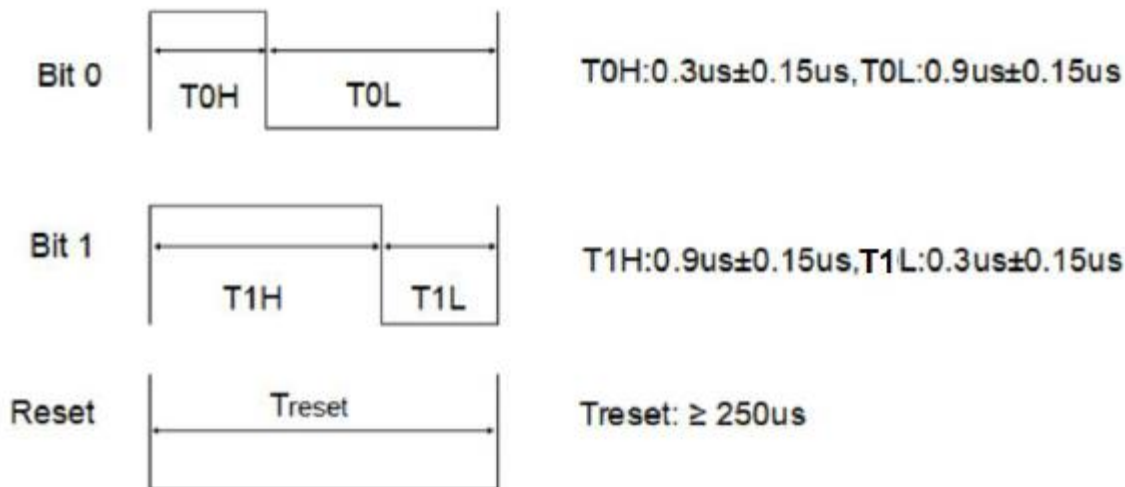 Bit 0
T0H
T0L
T0H:0.3us±0.15us,T0L:0.9us±0.15us
Bit 1
T1H
T1L
T1H:0.9us±0.15us,T1L:0.3us±0.15us
Reset
Treset
Treset: ≥ 250us